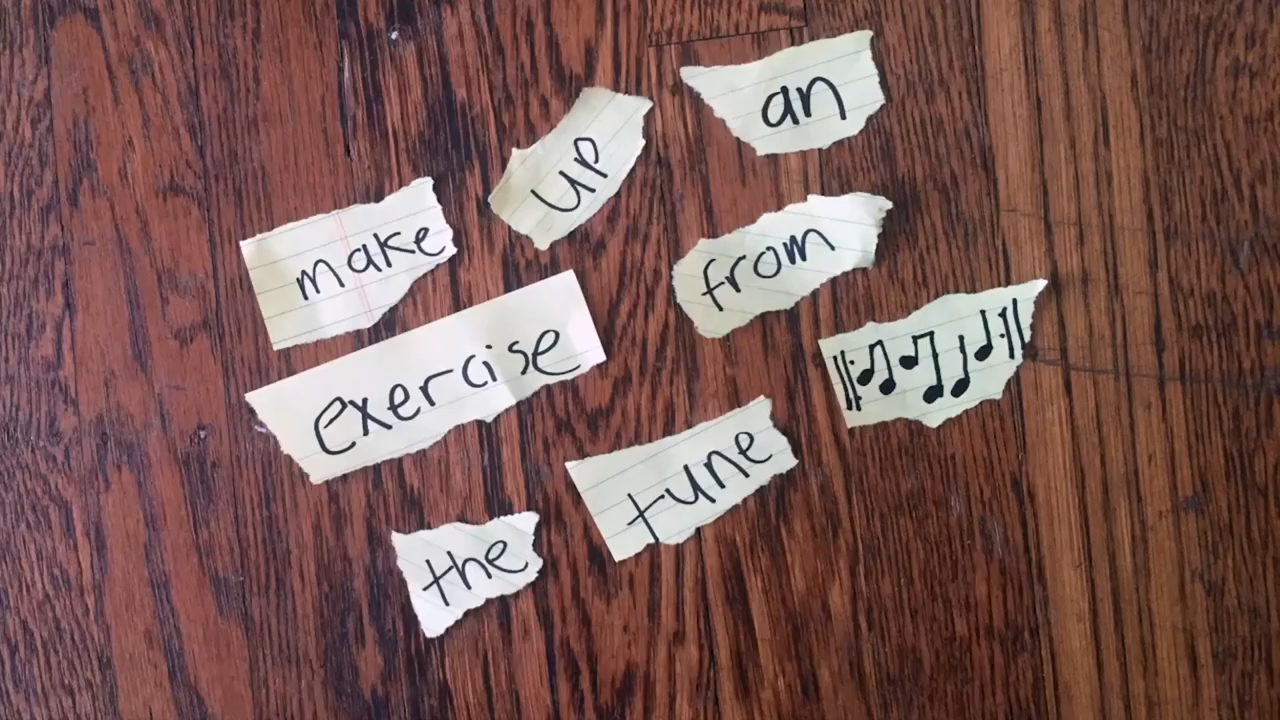 make up an
exercise from
the tune